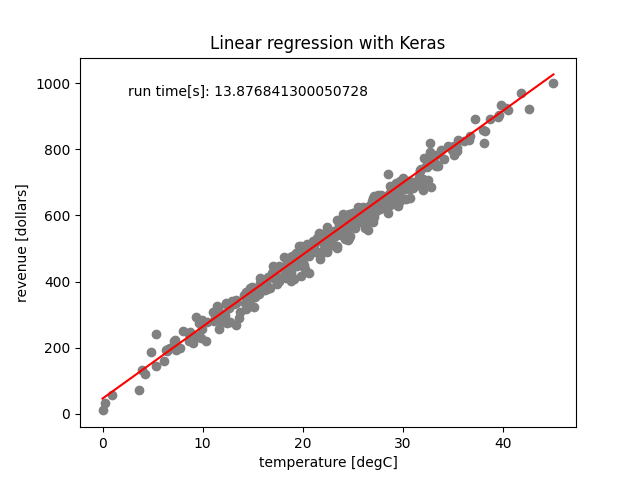 Linear regression with Keras
run time[s]: 13.876841300050728
revenue [dollars]
1000
800
600
400
200
0
0 10 20 30 40
temperature [degC]